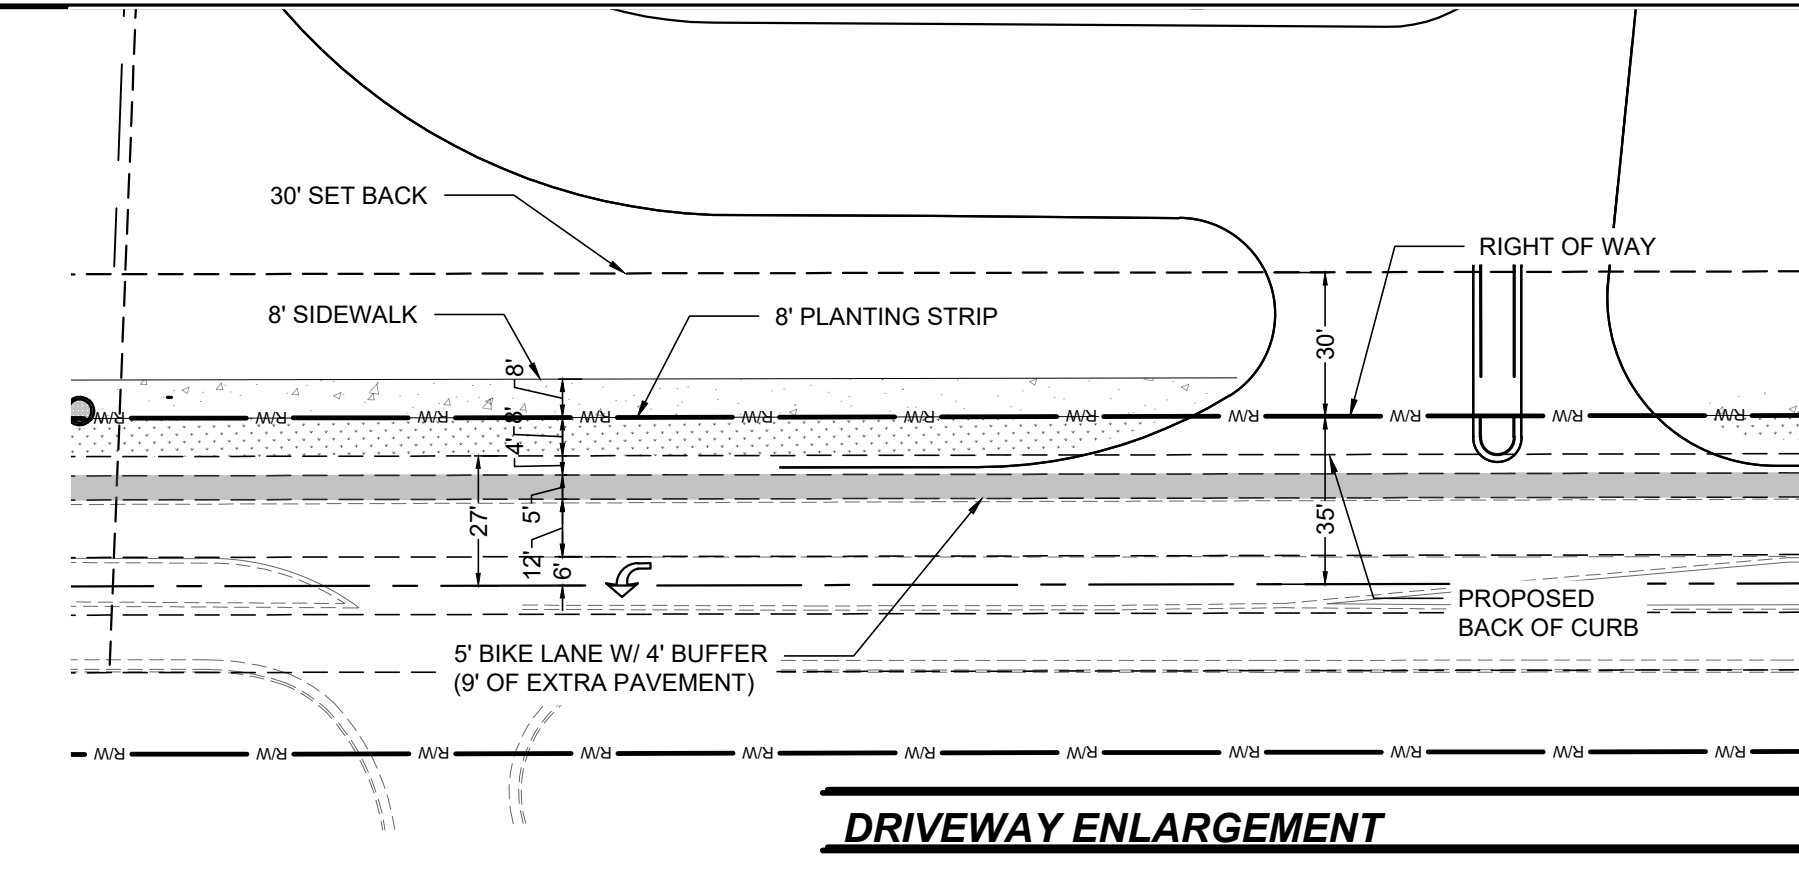 30' SET BACK
RIGHT OF WAY
8' SIDEWALK
8' PLANTING STRIP
30'
8'
R/W R/W R/W R/W R/W R/W R/W R/W R/W R/W R/W
8'
4'
27'
5'
35'
12'
6'
PROPOSED
BACK OF CURB
5' BIKE LANE W/ 4' BUFFER
(9' OF EXTRA PAVEMENT)
R/W R/W R/W R/W R/W R/W R/W R/W R/W R/W R/W
DRIVEWAY ENLARGEMENT